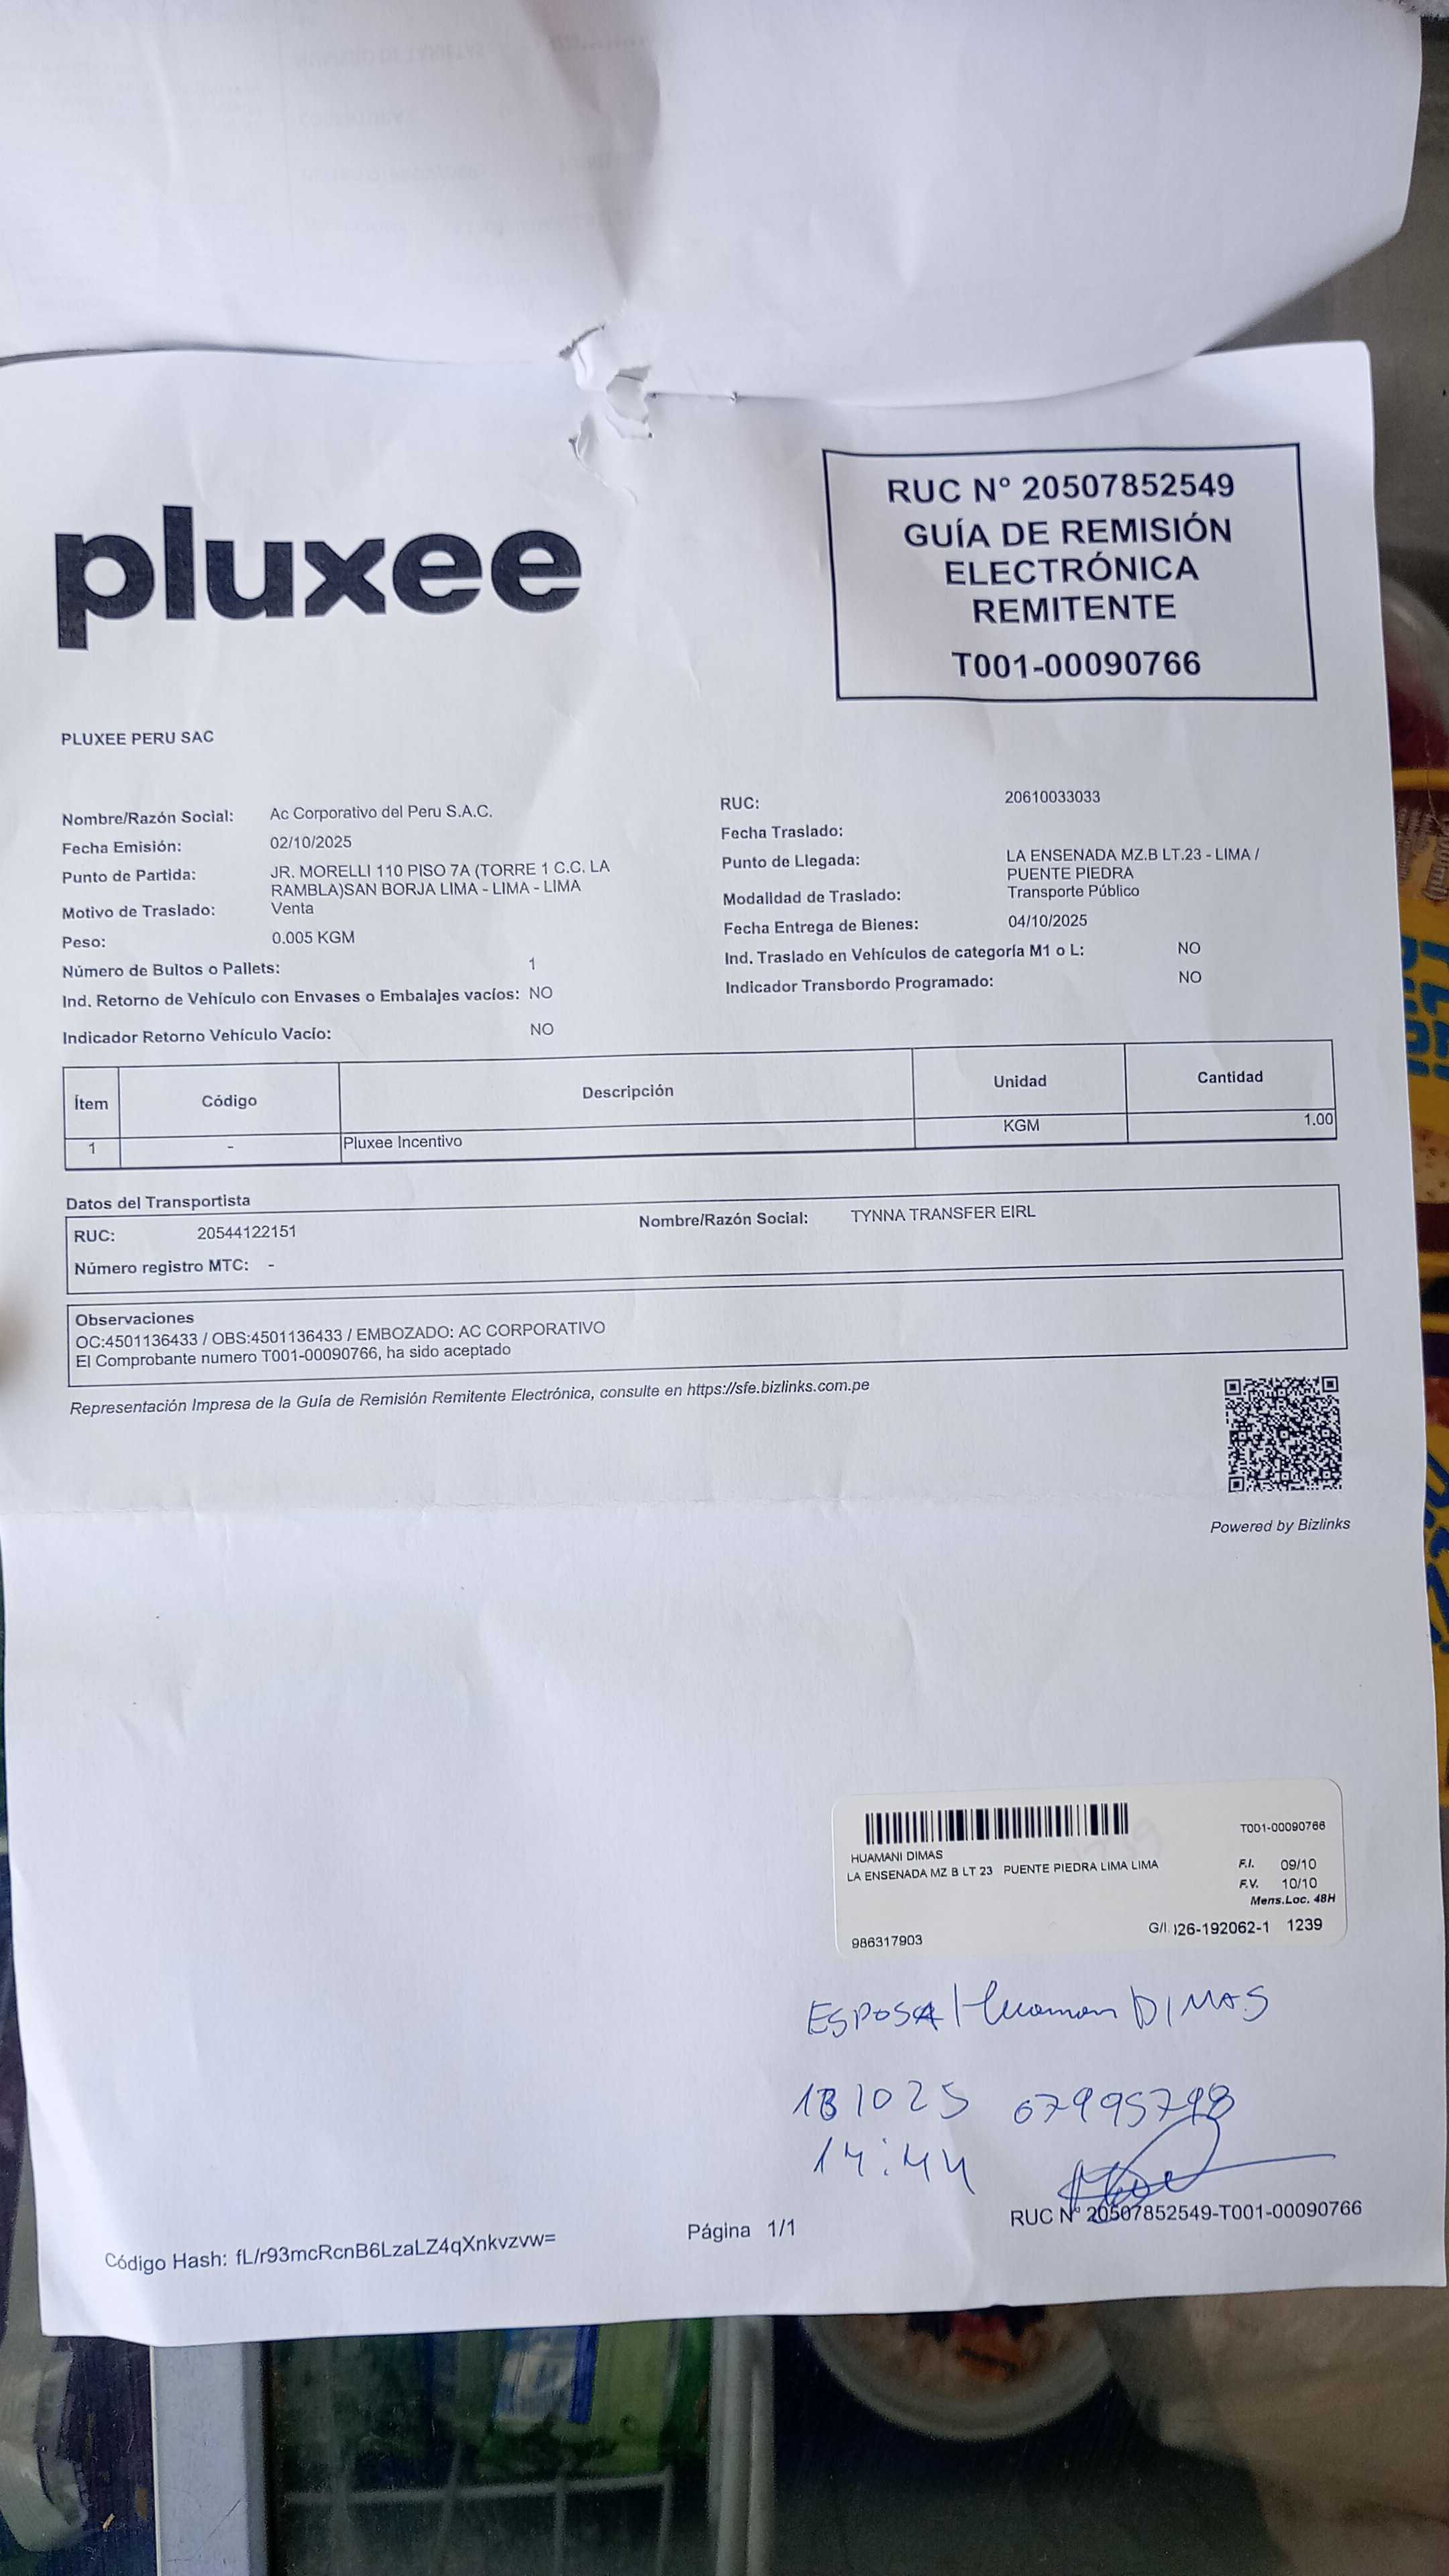 pluxee
RUC N° 20507852549
GUÍA DE REMISIÓN
ELECTRÓNICA
REMITENTE
T001-00090766
PLUXEE PERU SAC
Nombre/Razón Social: Ac Corporativo del Peru S.A.C.
Fecha Emisión: 02/10/2025
Punto de Partida: JR. MORELLI 110 PISO 7A (TORRE 1 C.C. LA
RAMBLA)SAN BORJA LIMA - LIMA - LIMA
Motivo de Traslado: Venta
Peso: 0.005 KGM
Número de Bultos o Pallets: 1
Ind. Retorno de Vehículo con Envases o Embalajes vacíos: NO
Indicador Retorno Vehículo Vacío: NO
RUC: 20610033033
Fecha Traslado:
Punto de Llegada: LA ENSENADA MZ.B LT.23 - LIMA /
PUENTE PIEDRA
Modalidad de Traslado: Transporte Público
Fecha Entrega de Bienes: 04/10/2025
Ind. Traslado en Vehículos de categoría M1 o L: NO
Indicador Transbordo Programado: NO
Ítem Código Descripción Unidad Cantidad
1 - Pluxee Incentivo KGM 1.00
Datos del Transportista
RUC: 20544122151 Nombre/Razón Social: TYNNA TRANSFER EIRL
Número registro MTC: -
Observaciones
OC:4501136433 / OBS:4501136433 / EMBOZADO: AC CORPORATIVO
El Comprobante numero T001-00090766, ha sido aceptado
Representación Impresa de la Guía de Remisión Remitente Electrónica, consulte en https://sfe.bizlinks.com.pe
Powered by Bizlinks
T001-00090766
HUAMANI DIMAS
LA ENSENADA MZ B LT 23 PUENTE PIEDRA LIMA LIMA
F.I. 09/10
F.V. 10/10
Mens.Loc. 48H
G/I. 026-192062-1 1239
986317903
ESPOSA Huaman DIMAS
131025 67995798
14:44
Código Hash: fL/r93mcRcnB6LzaLZ4qXnkvzvw=
Página 1/1
RUC N° 20507852549-T001-00090766